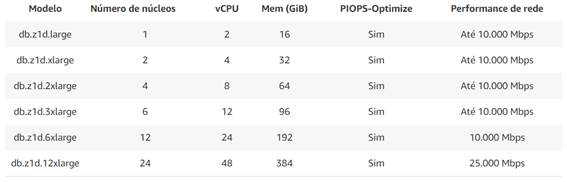 Modelo Número de núcleos vCPU Mem (GiB) PIOPS-Optimize Performance de rede
db.z1d.large 1 2 16 Sim Até 10.000 Mbps
db.z1d.xlarge 2 4 32 Sim Até 10.000 Mbps
db.z1d.2xlarge 4 8 64 Sim Até 10.000 Mbps
db.z1d.3xlarge 6 12 96 Sim Até 10.000 Mbps
db.z1d.6xlarge 12 24 192 Sim 10.000 Mbps
db.z1d.12xlarge 24 48 384 Sim 25.000 Mbps